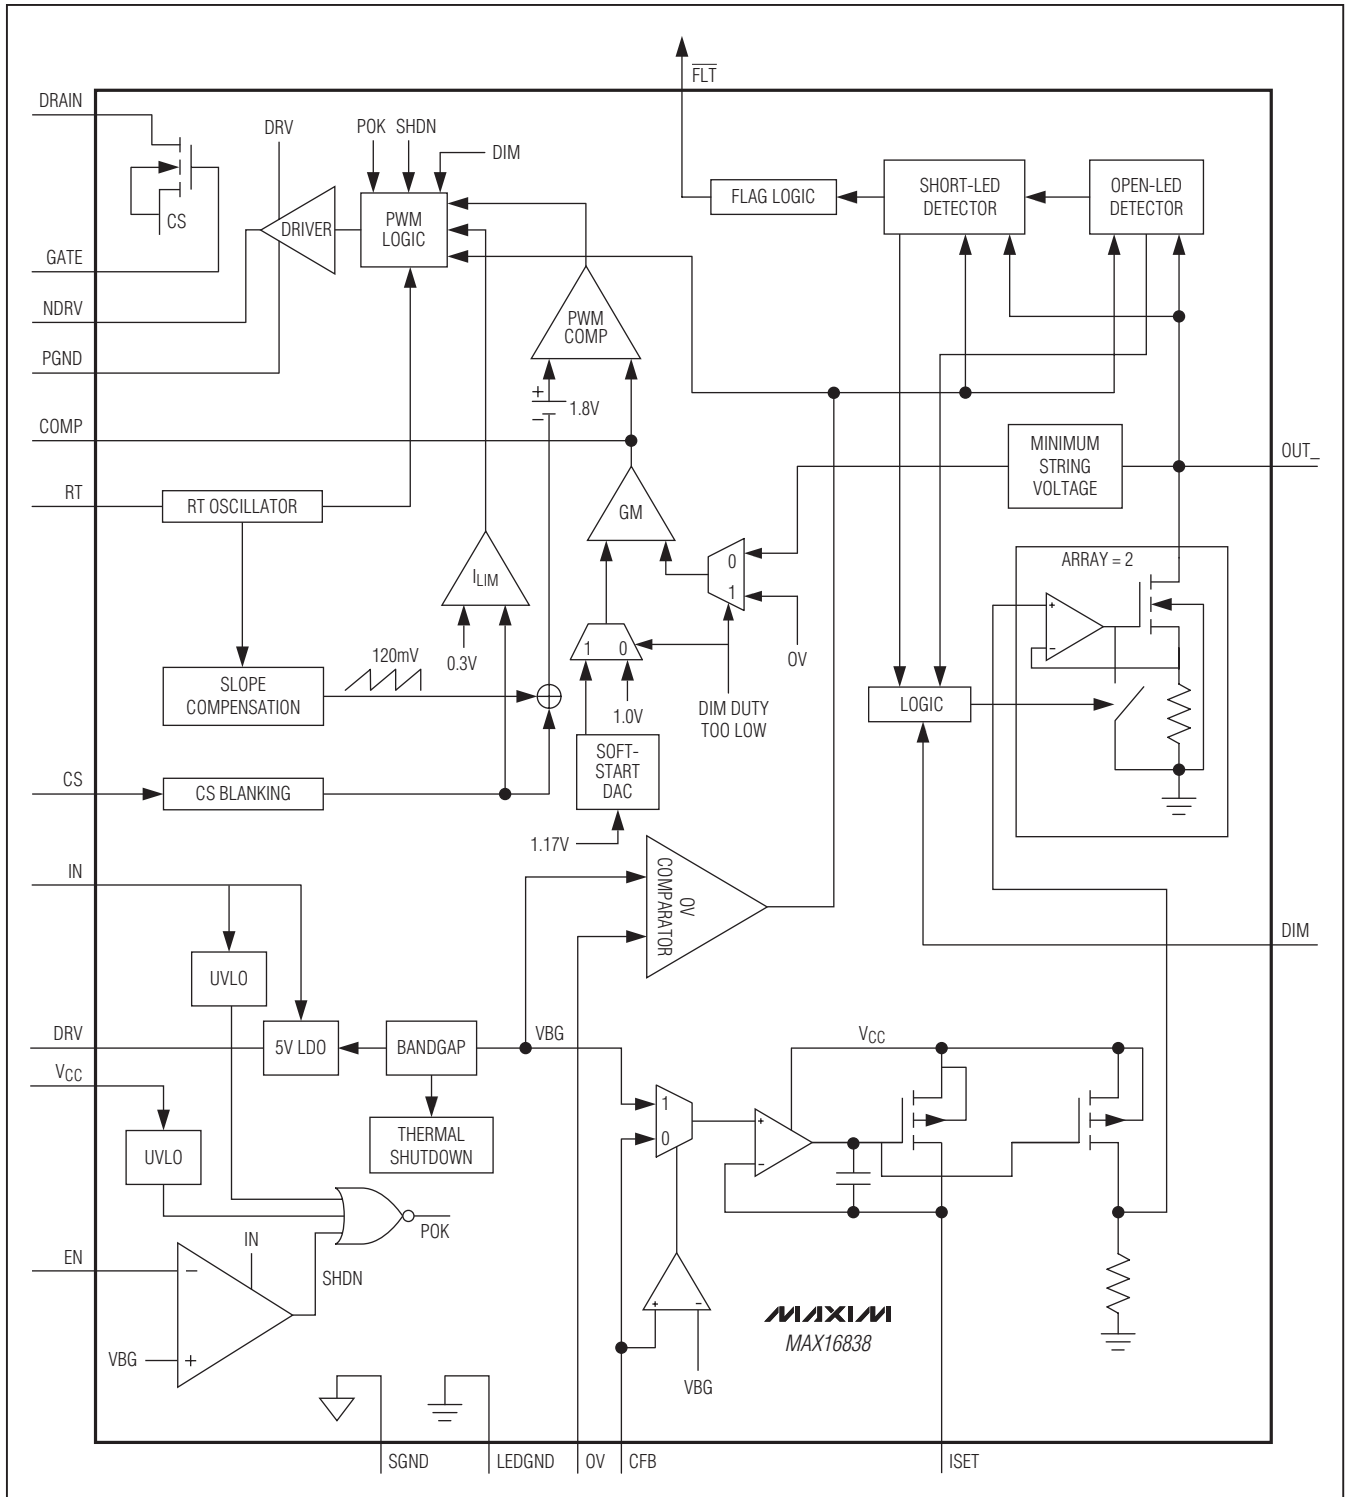 FLT
DRAIN
DRV
POK SHDN
DIM
CS
DRIVER
PWM
LOGIC
FLAG LOGIC
SHORT-LED
DETECTOR
OPEN-LED
DETECTOR
GATE
NDRV
PGND
PWM
COMP
+
−
1.8V
COMP
MINIMUM
STRING
VOLTAGE
OUT_
RT
RT OSCILLATOR
GM
ILIM
0
1
ARRAY = 2
+
−
0.3V
1 0
OV
120mV
SLOPE
COMPENSATION
1.0V
DIM DUTY
TOO LOW
LOGIC
SOFT-
START
DAC
CS
CS BLANKING
1.17V
OV
COMPARATOR
IN
DIM
UVLO
DRV
5V LDO
BANDGAP
VBG
VCC
VCC
1
0
+
−
THERMAL
SHUTDOWN
UVLO
POK
EN
−
IN
SHDN
VBG
+
+ −
VBG
MAXIM
MAX16838
SGND
LEDGND
OV
CFB
ISET